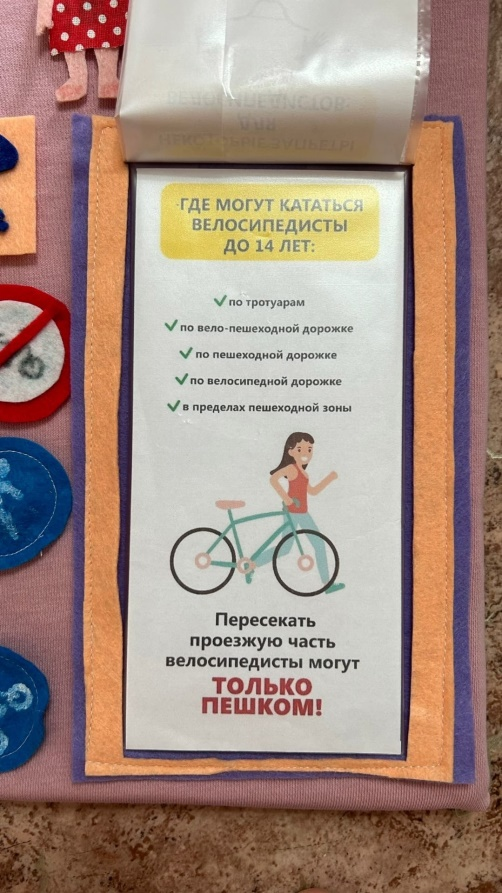 ГДЕ МОГУТ КАТАТЬСЯ
ВЕЛОСИПЕДИСТЫ
ДО 14 ЛЕТ:
по тротуарам
по вело-пешеходной дорожке
по пешеходной дорожке
по велосипедной дорожке
в пределах пешеходной зоны
Пересекать
проезжую часть
велосипедисты могут
ТОЛЬКО
ПЕШКОМ!